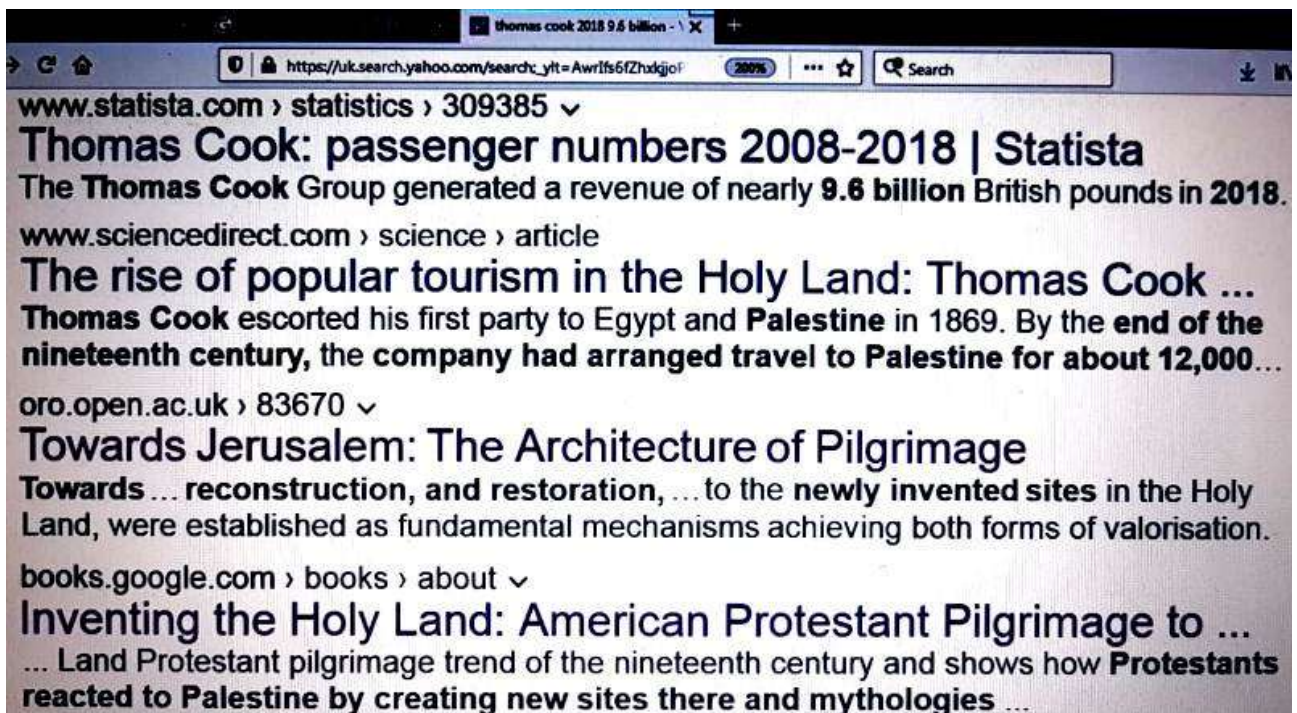 thomas cook 2018 9.6 billion -
https://uk.search.yahoo.com/search;_ylt=AwrIfs6fZhxkjjoP 200% Search
www.statista.com › statistics › 309385
Thomas Cook: passenger numbers 2008-2018 | Statista
The Thomas Cook Group generated a revenue of nearly 9.6 billion British pounds in 2018.
www.sciencedirect.com › science › article
The rise of popular tourism in the Holy Land: Thomas Cook ...
Thomas Cook escorted his first party to Egypt and Palestine in 1869. By the end of the
nineteenth century, the company had arranged travel to Palestine for about 12,000...
oro.open.ac.uk › 83670
Towards Jerusalem: The Architecture of Pilgrimage
Towards ... reconstruction, and restoration, ... to the newly invented sites in the Holy
Land, were established as fundamental mechanisms achieving both forms of valorisation.
books.google.com › books › about
Inventing the Holy Land: American Protestant Pilgrimage to ...
... Land Protestant pilgrimage trend of the nineteenth century and shows how Protestants
reacted to Palestine by creating new sites there and mythologies ...